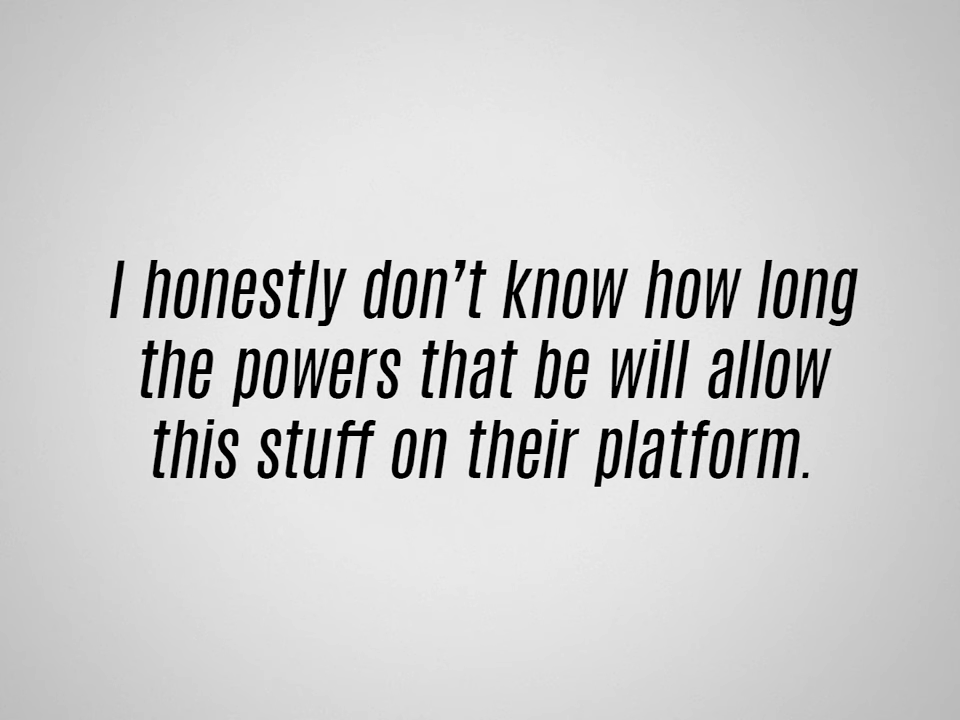 I honestly don’t know how long
the powers that be will allow
this stuff on their platform.